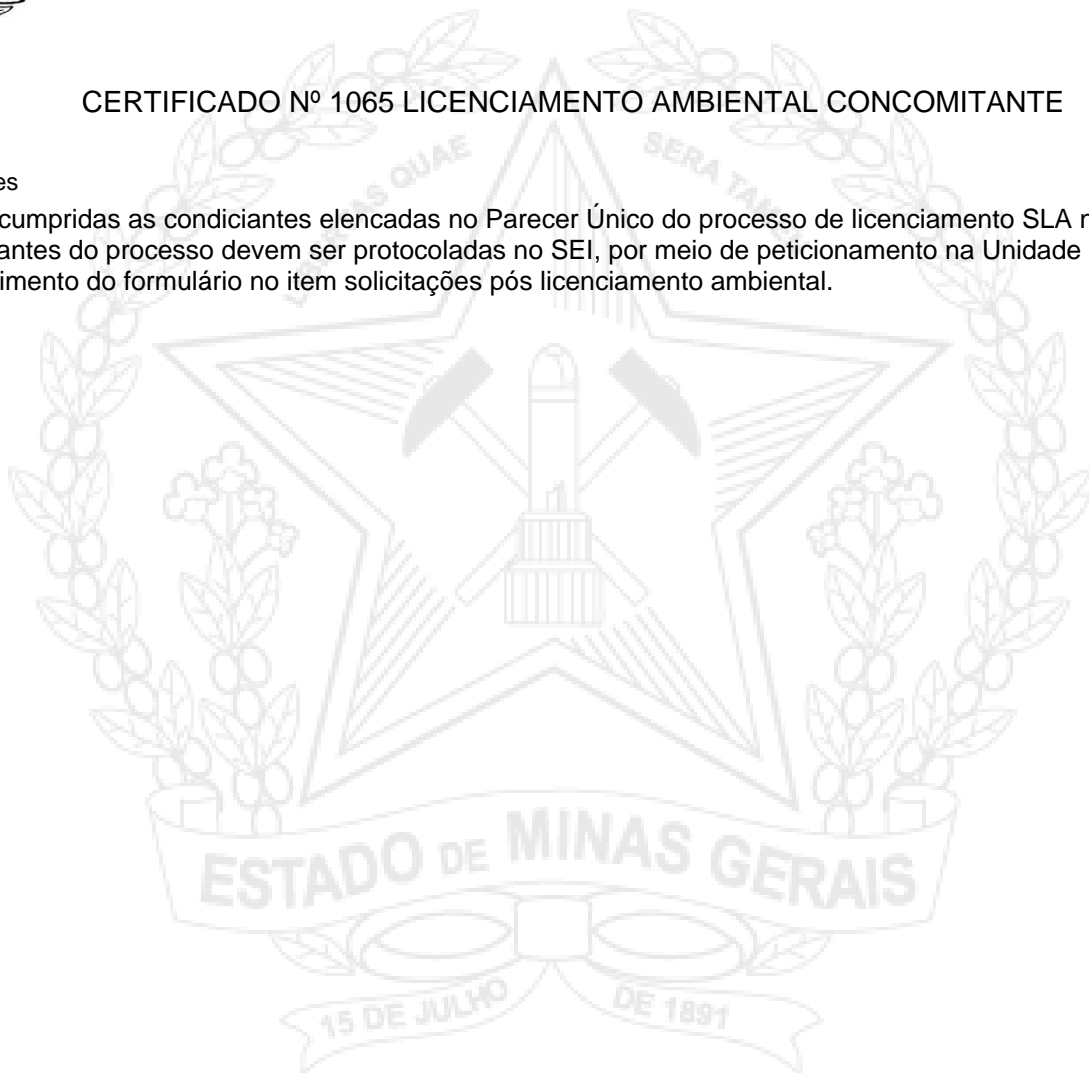 CERTIFICADO Nº 1065 LICENCIAMENTO AMBIENTAL CONCOMITANTE
es
cumpridas as condiciantes elencadas no Parecer Único do processo de licenciamento SLA n
antes do processo devem ser protocoladas no SEI, por meio de peticionamento na Unidade
imento do formulário no item solicitações pós licenciamento ambiental.
QUAE SERA
ESTADO DE MINAS GERAIS
15 DE JULHO DE 1891